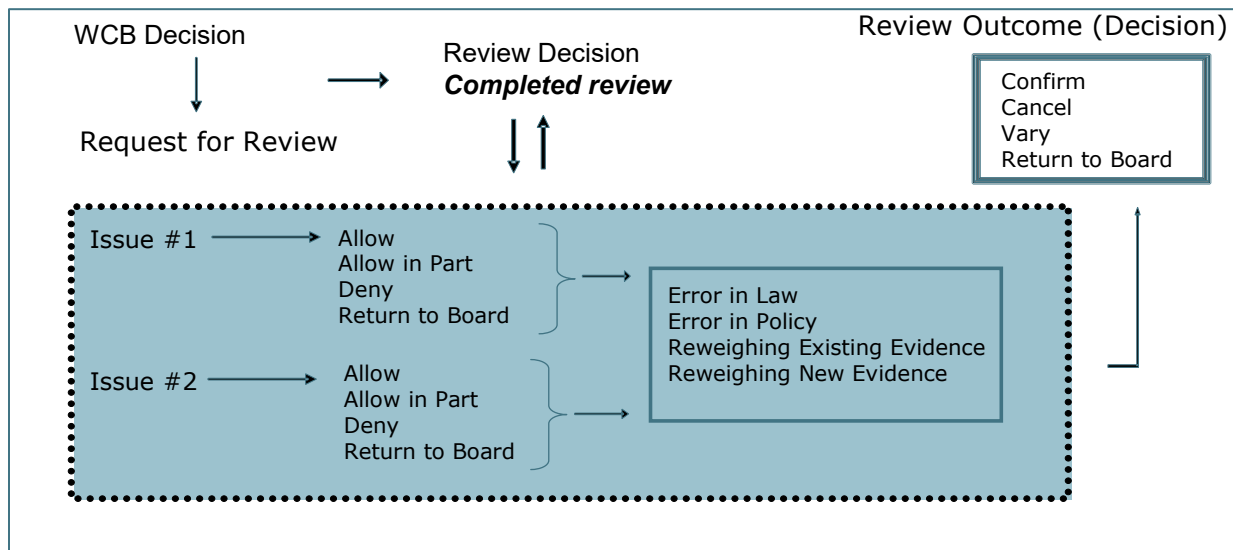 WCB Decision
Request for Review
Review Decision
Completed review
Review Outcome (Decision)
Confirm
Cancel
Vary
Return to Board
Issue #1
Allow
Allow in Part
Deny
Return to Board
Issue #2
Allow
Allow in Part
Deny
Return to Board
Error in Law
Error in Policy
Reweighing Existing Evidence
Reweighing New Evidence